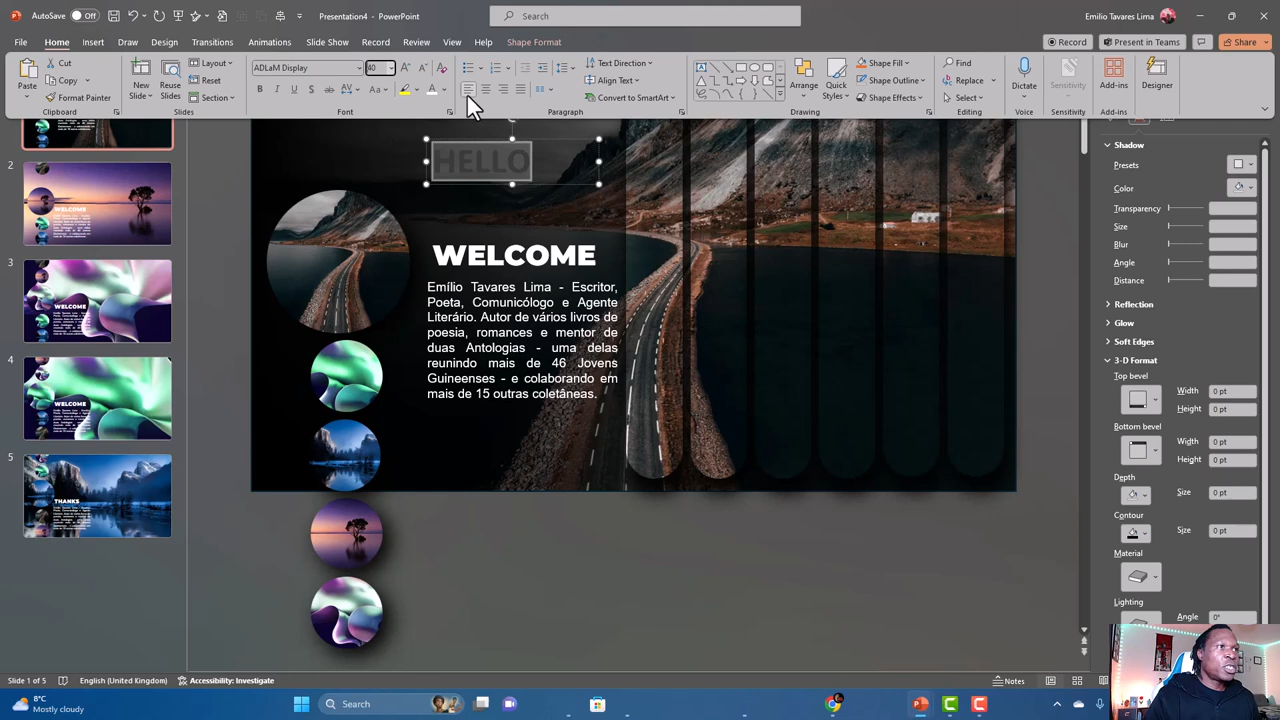 AutoSave Off
Presentation4 - PowerPoint
Search
Emilio Tavares Lima
File Home Insert Draw Design Transitions Animations Slide Show Record Review View Help Shape Format
Record Present in Teams Share
Paste Cut Copy Format Painter
Clipboard
New Slides Reuse Slides Layout Reset Section
Slides
ADLaM Display 40
Font
Paragraph
Text Direction Align Text Convert to SmartArt
Arrange Quick Styles Shape Fill Shape Outline Shape Effects
Drawing
Find Replace Select
Editing
Dictate
Voice
Sensitivity
Sensitivity
Add-ins
Add-ins
Designer
2
3
4
5
WELCOME
WELCOME
WELCOME
THANKS
HELLO
WELCOME
Emílio Tavares Lima - Escritor,
Poeta, Comunicólogo e Agente
Literário. Autor de vários livros de
poesia, romances e mentor de
duas Antologias - uma delas
reunindo mais de 46 Jovens
Guineenses - e colaborando em
mais de 15 outras coletâneas.
Shadow
Presets
Color
Transparency
Size
Blur
Angle
Distance
Reflection
Glow
Soft Edges
3-D Format
Top bevel
Width 0 pt
Height 0 pt
Bottom bevel
Width 0 pt
Height 0 pt
Depth
Size 0 pt
Contour
Size 0 pt
Material
Lighting
Angle 0°
Slide 1 of 5
English (United Kingdom)
Accessibility: Investigate
Notes
8°C
Mostly cloudy
Search